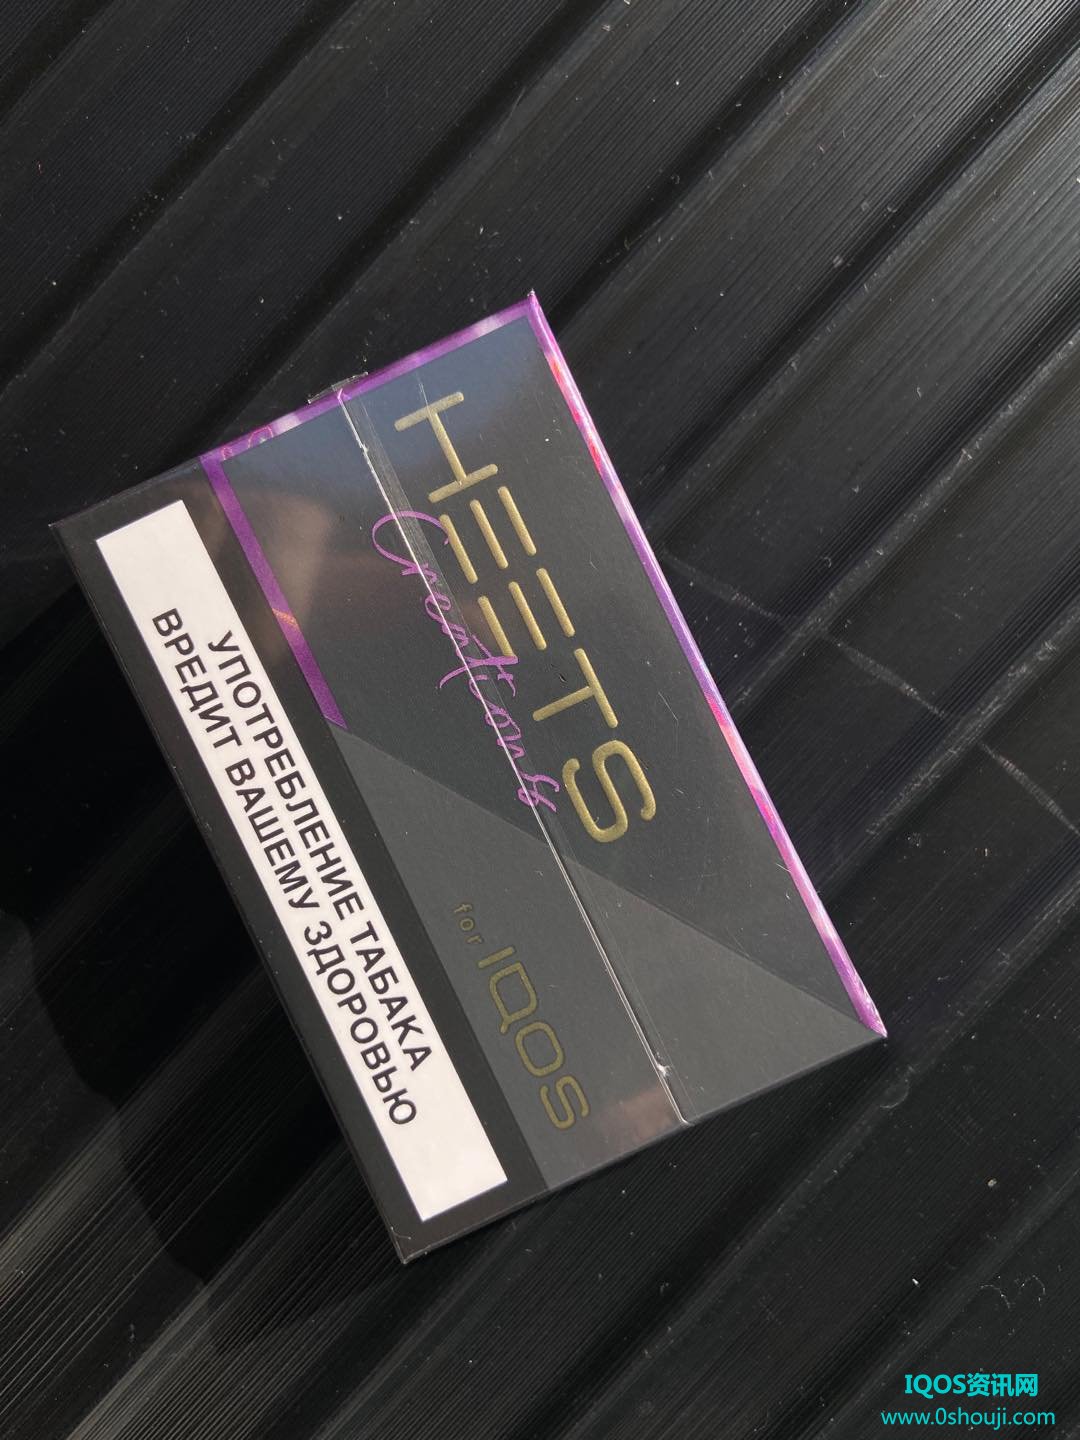 HEETS
Creations
for IQOS
УПОТРЕБЛЕНИЕ ТАБАКА
ВРЕДИТ ВАШЕМУ ЗДОРОВЬЮ
IQOS资讯网
www.0shouji.com